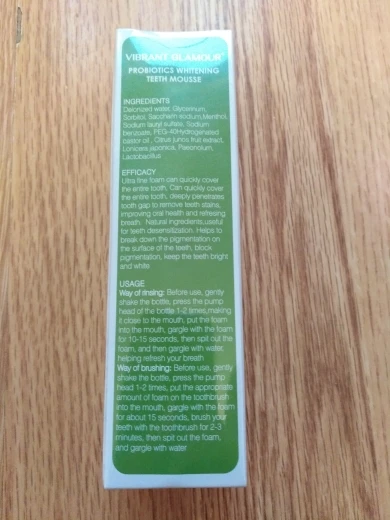 VIBRANT GLAMOUR
PROBIOTICS WHITENING
TEETH MOUSSE
INGREDIENTS
Deionized water, Glycerinum,
Sorbitol, Saccharin sodium,Menthol,
Sodium lauryl sulfate, Sodium
benzoate, PEG-40Hydrogenated
castor oil , Citrus junos fruit extract,
Lonicera japonica, Paeonolum,
Lactobacillus
EFFICACY
Ultra fine foam can quickly cover
the entire tooth, Can quickly cover
the entire tooth, deeply penetrates
tooth gap to remove teeth stains,
improving oral health and refresing
breath. Natural ingredients,useful
for teeth desensitization. Helps to
break down the pigmentation on
the surface of the teeth, block
pigmentation, keep the teeth bright
and white
USAGE
Way of rinsing: Before use, gently
shake the bottle, press the pump
head of the bottle 1-2 times,making
it close to the mouth, put the foam
into the mouth, gargle with the foam
for 10-15 seconds, then spit out the
foam, and then gargle with water,
helping refresh your breath
Way of brushing: Before use, gently
shake the bottle, press the pump
head 1-2 times, put the appropriate
amount of foam on the toothbrush
into the mouth, gargle with the foam
for about 15 seconds, brush your
teeth with the toothbrush for 2-3
minutes, then spit out the foam,
and gargle with water